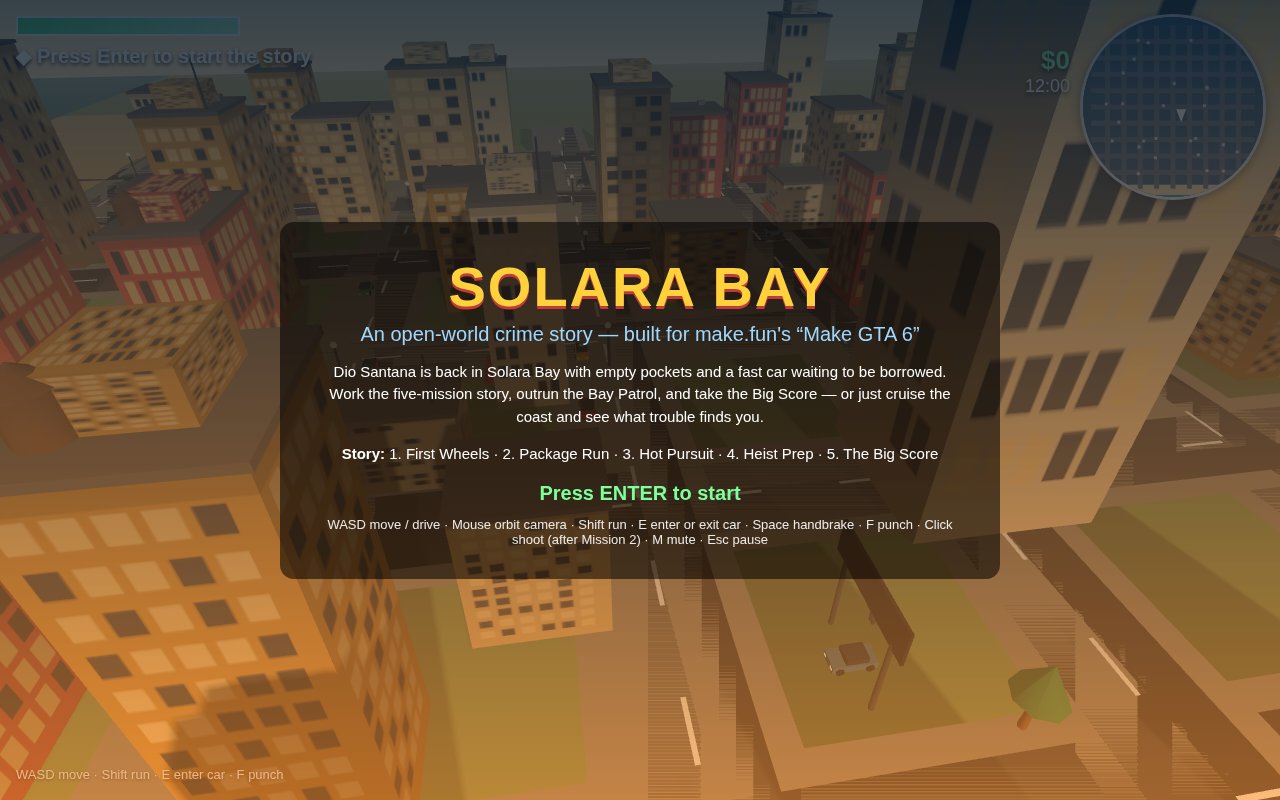 ◆ Press Enter to start the story
$0
12:00
SOLARA BAY
An open-world crime story — built for make.fun's “Make GTA 6”
Dio Santana is back in Solara Bay with empty pockets and a fast car waiting to be borrowed.
Work the five-mission story, outrun the Bay Patrol, and take the Big Score — or just cruise the
coast and see what trouble finds you.
Story: 1. First Wheels · 2. Package Run · 3. Hot Pursuit · 4. Heist Prep · 5. The Big Score
Press ENTER to start
WASD move / drive · Mouse orbit camera · Shift run · E enter or exit car · Space handbrake · F punch · Click
shoot (after Mission 2) · M mute · Esc pause
WASD move · Shift run · E enter car · F punch